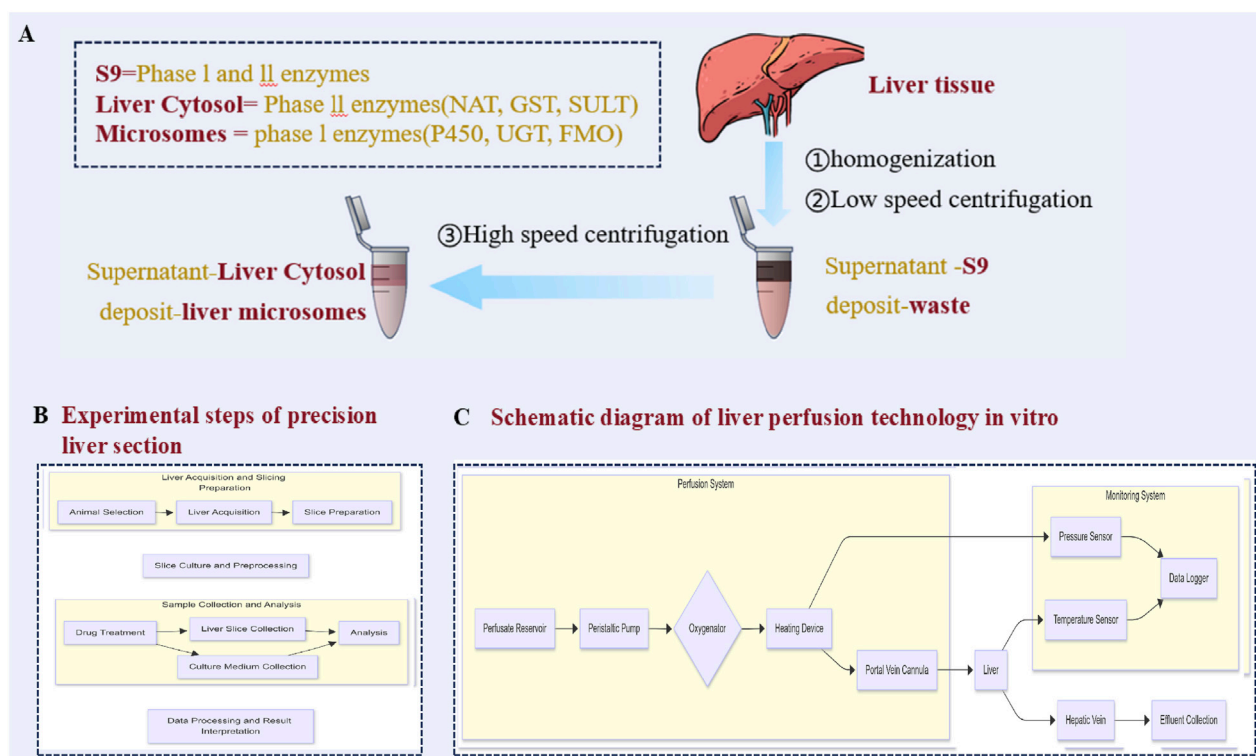 A
S9=Phase l and ll enzymes
Liver Cytosol= Phase ll enzymes(NAT, GST, SULT)
Microsomes = phase l enzymes(P450, UGT, FMO)
Liver tissue
①homogenization
②Low speed centrifugation
③High speed centrifugation
Supernatant-Liver Cytosol
deposit-liver microsomes
Supernatant -S9
deposit-waste
B Experimental steps of precision
liver section
Liver Acquisition and Slicing
Preparation
Animal Selection
Liver Acquisition
Slice Preparation
Slice Culture and Preprocessing
Sample Collection and Analysis
Drug Treatment
Liver Slice Collection
Analysis
Culture Medium Collection
Data Processing and Result
Interpretation
C Schematic diagram of liver perfusion technology in vitro
Perfusion System
Perfusate Reservoir
Peristaltic Pump
Oxygenator
Heating Device
Portal Vein Cannula
Liver
Monitoring System
Pressure Sensor
Data Logger
Temperature Sensor
Hepatic Vein
Effluent Collection